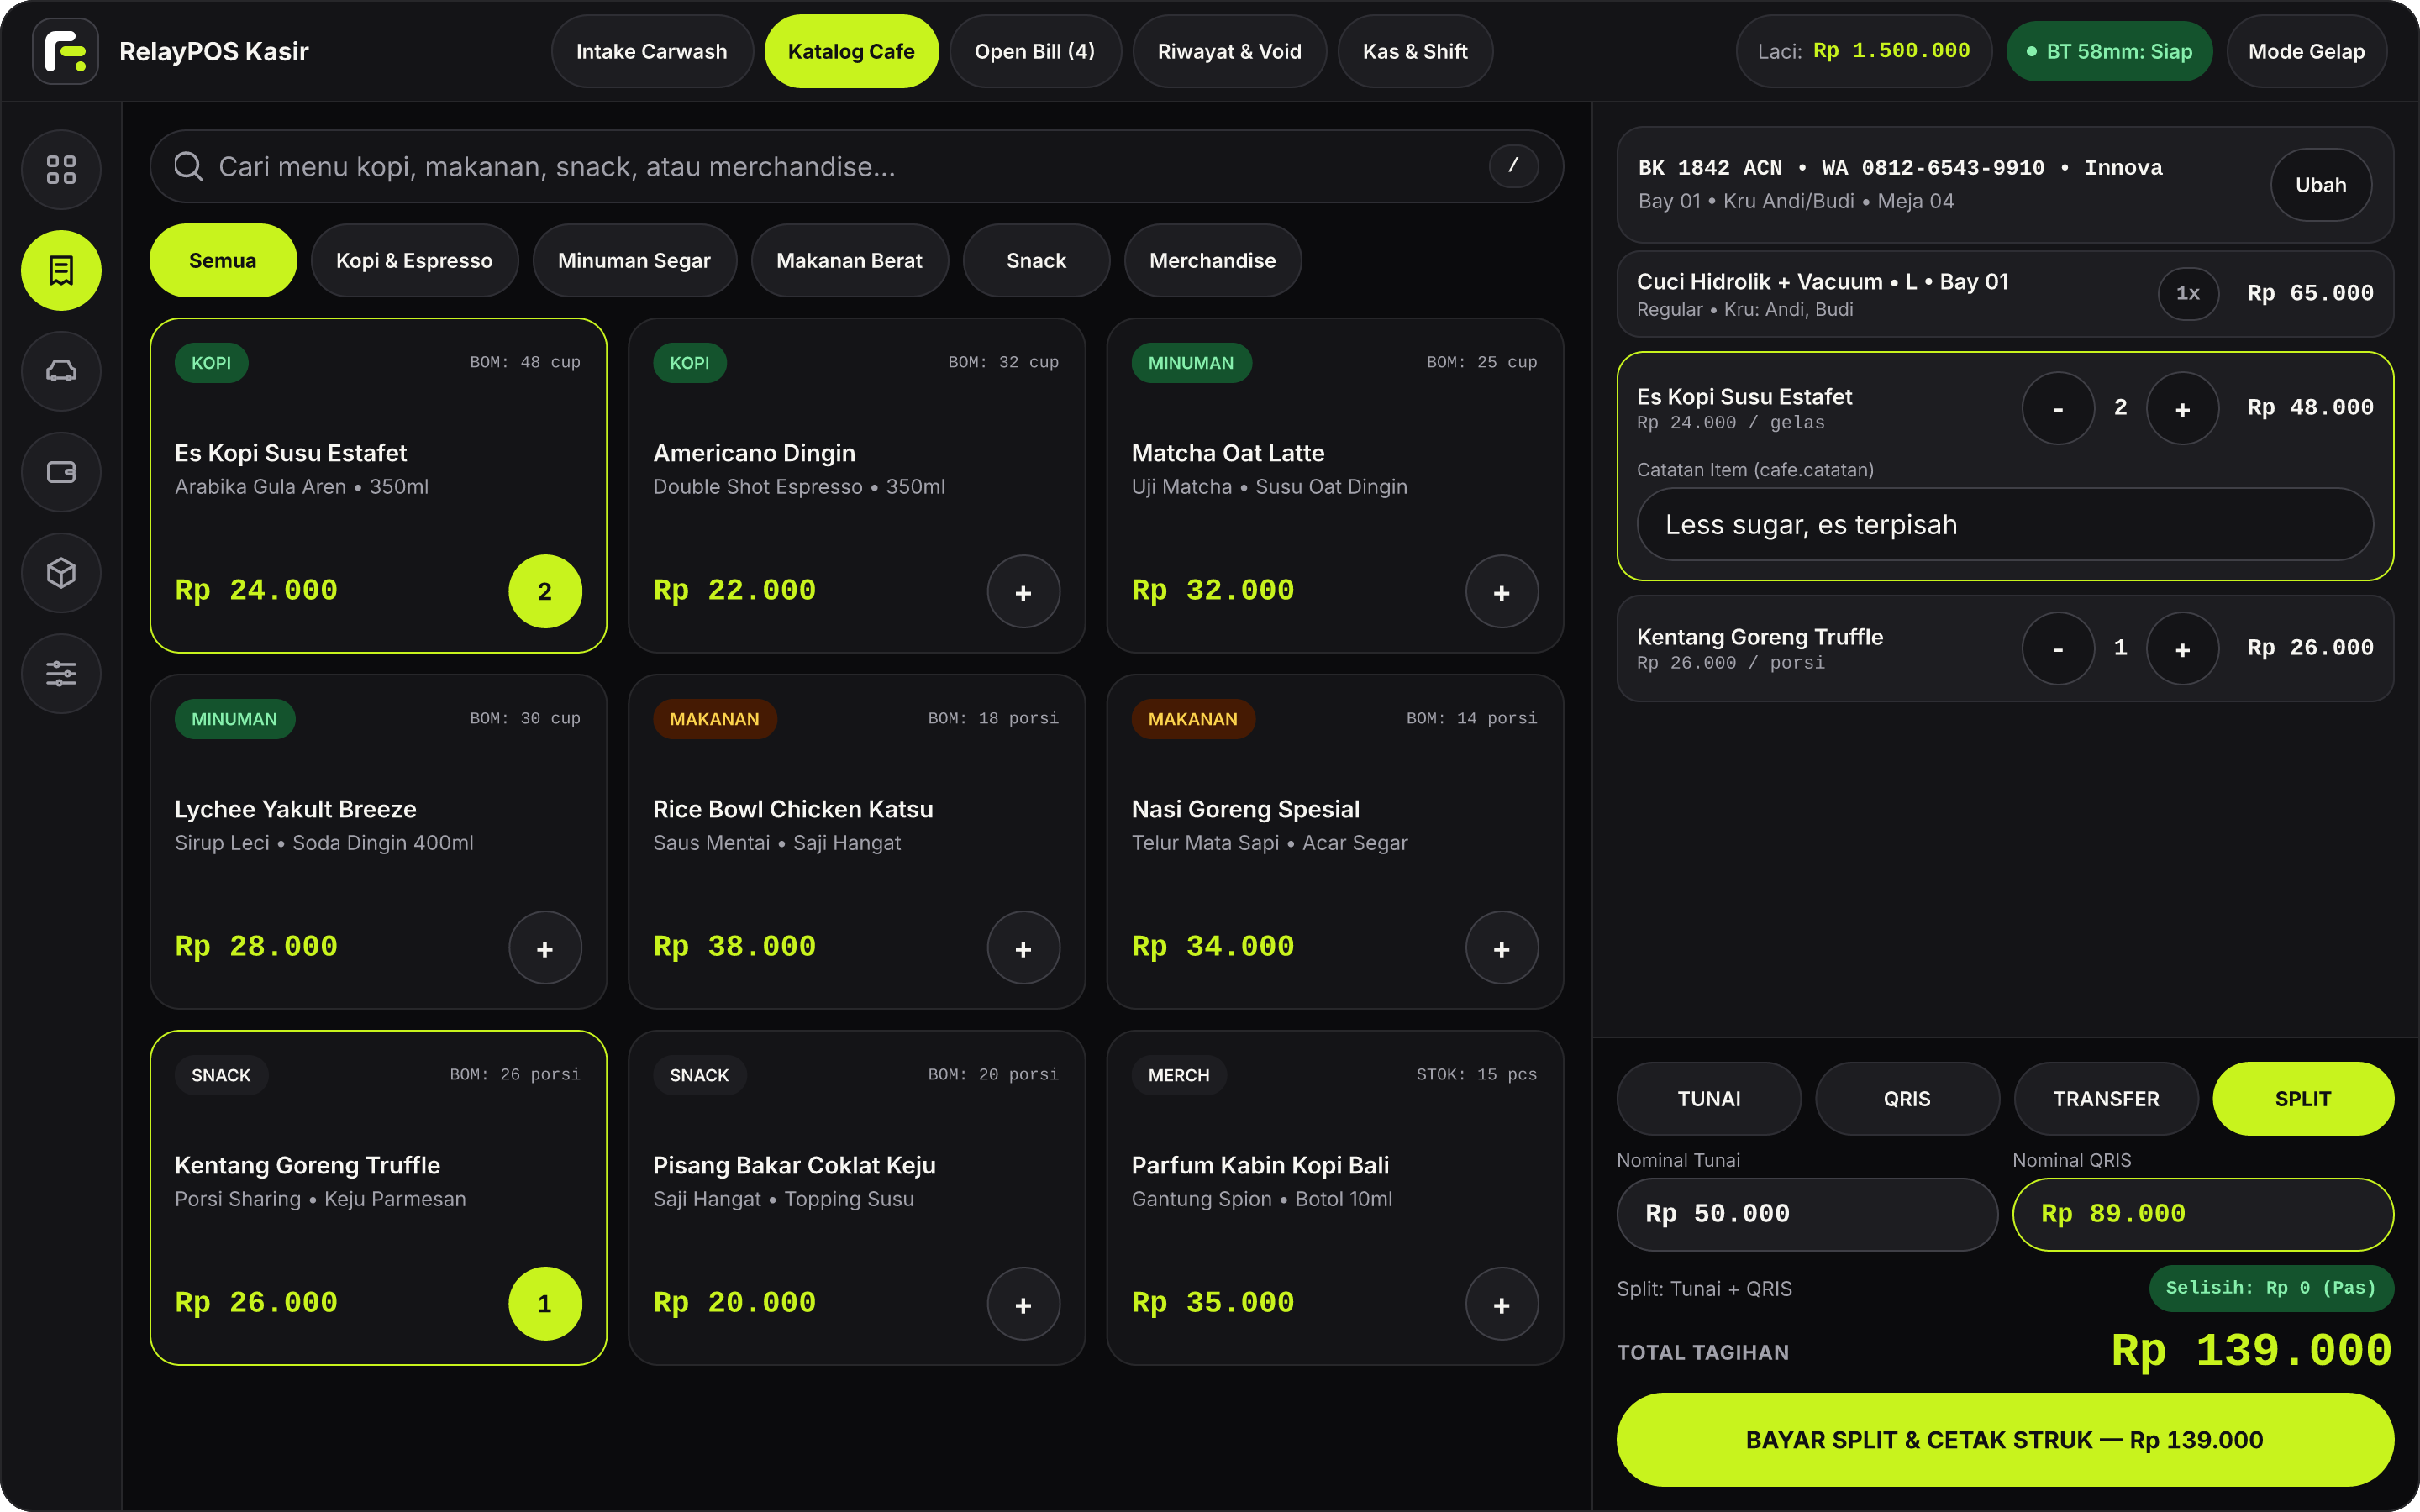 RelayPOS Kasir
Intake Carwash
Katalog Cafe
Open Bill (4)
Riwayat & Void
Kas & Shift
Laci: Rp 1.500.000
BT 58mm: Siap
Mode Gelap
Cari menu kopi, makanan, snack, atau merchandise...
/
Semua
Kopi & Espresso
Minuman Segar
Makanan Berat
Snack
Merchandise
KOPI
BOM: 48 cup
Es Kopi Susu Estafet
Arabika Gula Aren • 350ml
Rp 24.000
2
KOPI
BOM: 32 cup
Americano Dingin
Double Shot Espresso • 350ml
Rp 22.000
+
MINUMAN
BOM: 25 cup
Matcha Oat Latte
Uji Matcha • Susu Oat Dingin
Rp 32.000
+
MINUMAN
BOM: 30 cup
Lychee Yakult Breeze
Sirup Leci • Soda Dingin 400ml
Rp 28.000
+
MAKANAN
BOM: 18 porsi
Rice Bowl Chicken Katsu
Saus Mentai • Saji Hangat
Rp 38.000
+
MAKANAN
BOM: 14 porsi
Nasi Goreng Spesial
Telur Mata Sapi • Acar Segar
Rp 34.000
+
SNACK
BOM: 26 porsi
Kentang Goreng Truffle
Porsi Sharing • Keju Parmesan
Rp 26.000
1
SNACK
BOM: 20 porsi
Pisang Bakar Coklat Keju
Saji Hangat • Topping Susu
Rp 20.000
+
MERCH
STOK: 15 pcs
Parfum Kabin Kopi Bali
Gantung Spion • Botol 10ml
Rp 35.000
+
BK 1842 ACN • WA 0812-6543-9910 • Innova
Bay 01 • Kru Andi/Budi • Meja 04
Ubah
Cuci Hidrolik + Vacuum • L • Bay 01
Regular • Kru: Andi, Budi
1x
Rp 65.000
Es Kopi Susu Estafet
Rp 24.000 / gelas
- 2 +
Rp 48.000
Catatan Item (cafe.catatan)
Less sugar, es terpisah
Kentang Goreng Truffle
Rp 26.000 / porsi
- 1 +
Rp 26.000
TUNAI
QRIS
TRANSFER
SPLIT
Nominal Tunai
Rp 50.000
Nominal QRIS
Rp 89.000
Split: Tunai + QRIS
Selisih: Rp 0 (Pas)
TOTAL TAGIHAN
Rp 139.000
BAYAR SPLIT & CETAK STRUK — Rp 139.000